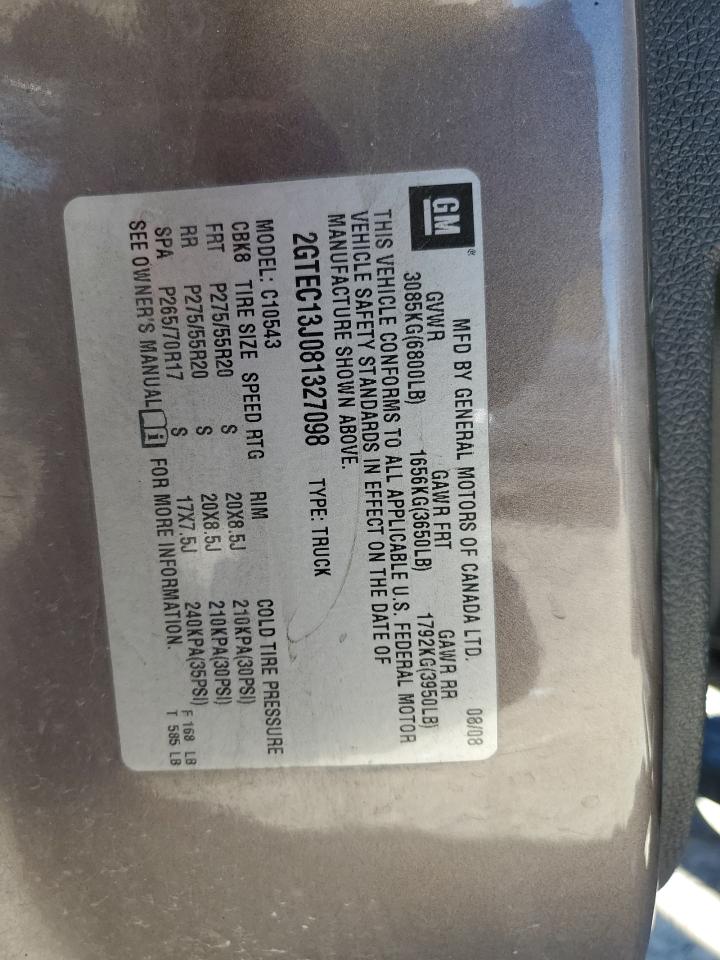 GM®
MFD BY GENERAL MOTORS OF CANADA LTD. 08/08
GVWR GAWR FRT GAWR RR
3085KG(6800LB) 1656KG(3650LB) 1792KG(3950LB)
THIS VEHICLE CONFORMS TO ALL APPLICABLE U.S. FEDERAL MOTOR
VEHICLE SAFETY STANDARDS IN EFFECT ON THE DATE OF
MANUFACTURE SHOWN ABOVE.
2GTEC13J081327098 TYPE: TRUCK
MODEL: C10543
CBK8 TIRE SIZE SPEED RTG RIM COLD TIRE PRESSURE
FRT P275/55R20 S 20X8.5J 210KPA(30PSI)
RR P275/55R20 S 20X8.5J 210KPA(30PSI)
SPA P265/70R17 S 17X7.5J 240KPA(35PSI) F 168 LB
SEE OWNER'S MANUAL i FOR MORE INFORMATION. T 585 LB